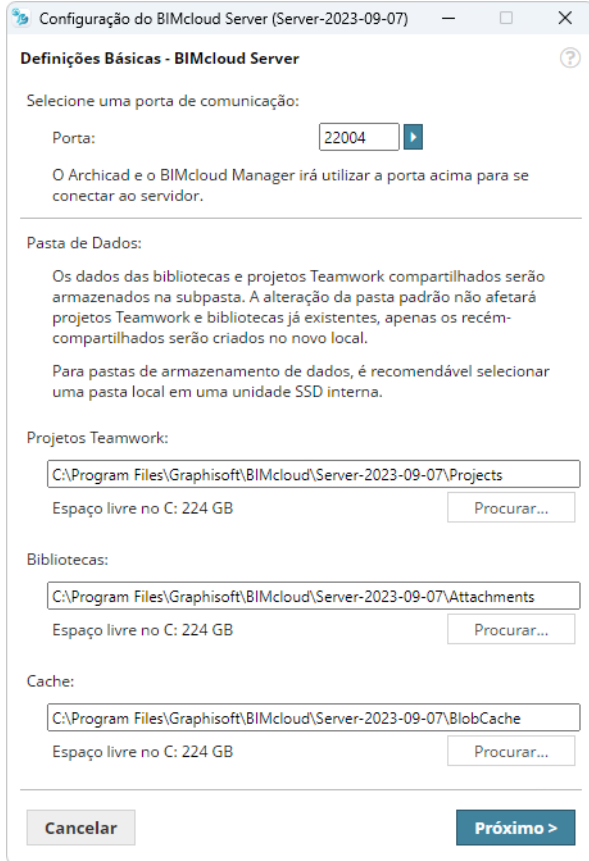 Configuração do BIMcloud Server (Server-2023-09-07)
Definições Básicas - BIMcloud Server
?
Selecione uma porta de comunicação:
Porta:
22004
O Archicad e o BIMcloud Manager irá utilizar a porta acima para se
conectar ao servidor.
Pasta de Dados:
Os dados das bibliotecas e projetos Teamwork compartilhados serão
armazenados na subpasta. A alteração da pasta padrão não afetará
projetos Teamwork e bibliotecas já existentes, apenas os recém-
compartilhados serão criados no novo local.
Para pastas de armazenamento de dados, é recomendável selecionar
uma pasta local em uma unidade SSD interna.
Projetos Teamwork:
C:\Program Files\Graphisoft\BIMcloud\Server-2023-09-07\Projects
Espaço livre no C: 224 GB
Procurar...
Bibliotecas:
C:\Program Files\Graphisoft\BIMcloud\Server-2023-09-07\Attachments
Espaço livre no C: 224 GB
Procurar...
Cache:
C:\Program Files\Graphisoft\BIMcloud\Server-2023-09-07\BlobCache
Espaço livre no C: 224 GB
Procurar...
Cancelar
Próximo >